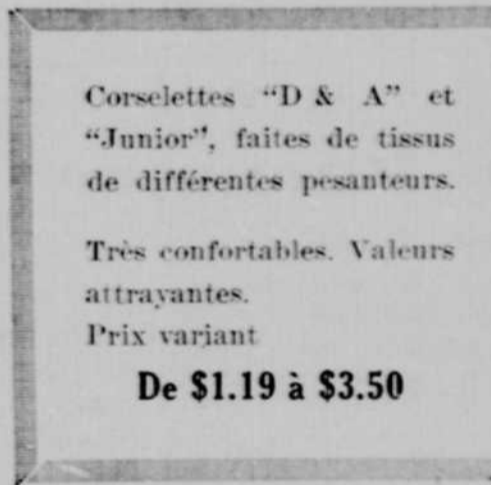 Corselettes “D & A” et
“Junior”, faites de tissus
de différentes pesanteurs.
Très confortables. Valeurs
attrayantes.
Prix variant
De $1.19 à $3.50